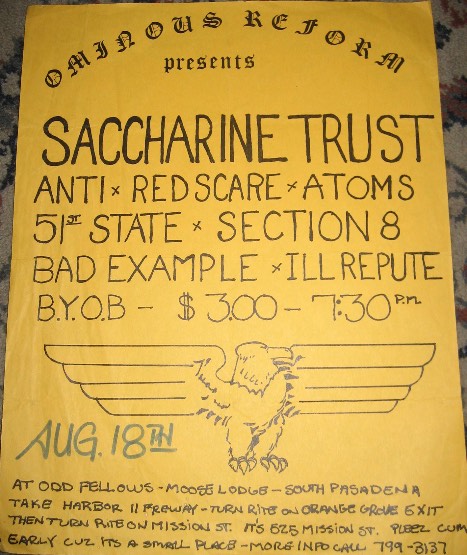 OMINOUS REFORM
presents
SACCHARINE TRUST
ANTI x RED SCARE x ATOMS
51ST STATE x SECTION 8
BAD EXAMPLE x ILL REPUTE
B.Y.O.B - $3.00 - 7:30 P.M.
AUG. 18TH
AT ODD FELLOWS - MOOSE LODGE - SOUTH PASADENA
TAKE HARBOR 11 FREWAY - TURN RITE ON ORANGE GROVE EXIT
THEN TURN RITE ON MISSION ST. IT'S 625 MISSION ST. PLEEZ CUM
EARLY CUZ ITS A SMALL PLACE - MORE INFO CALL 799-3137